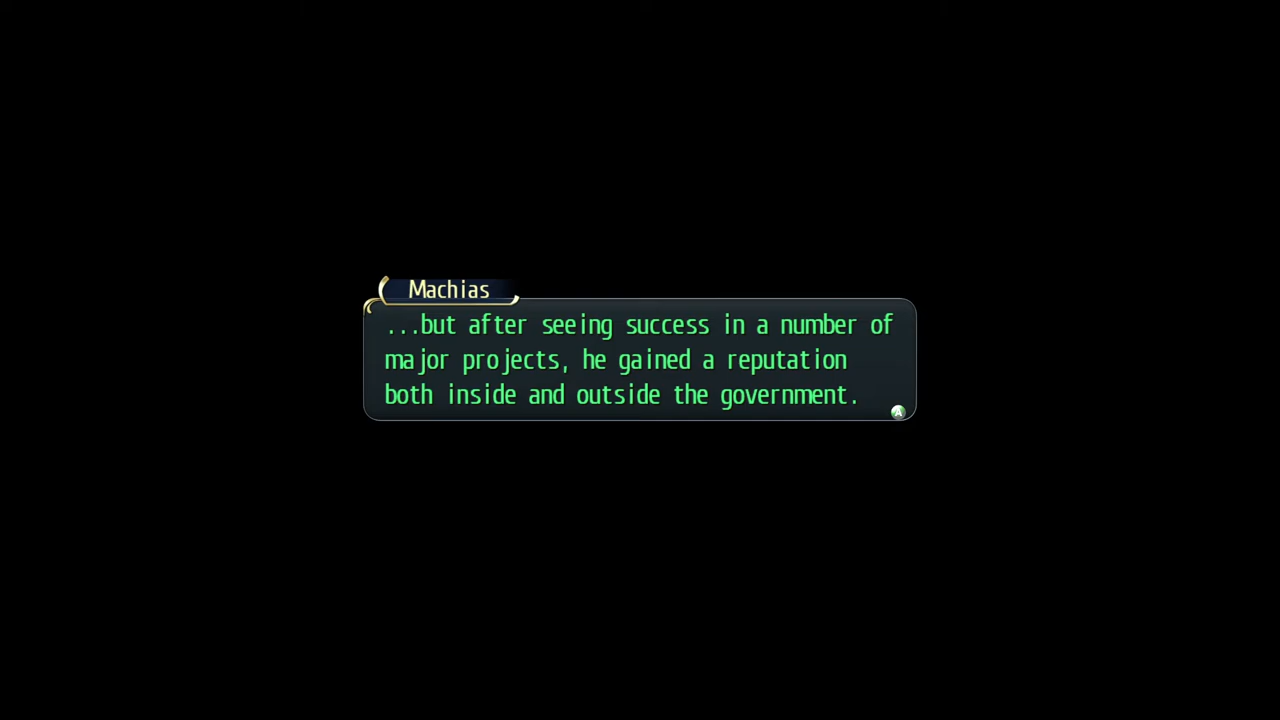 Machias
...but after seeing success in a number of
major projects, he gained a reputation
both inside and outside the government.
A